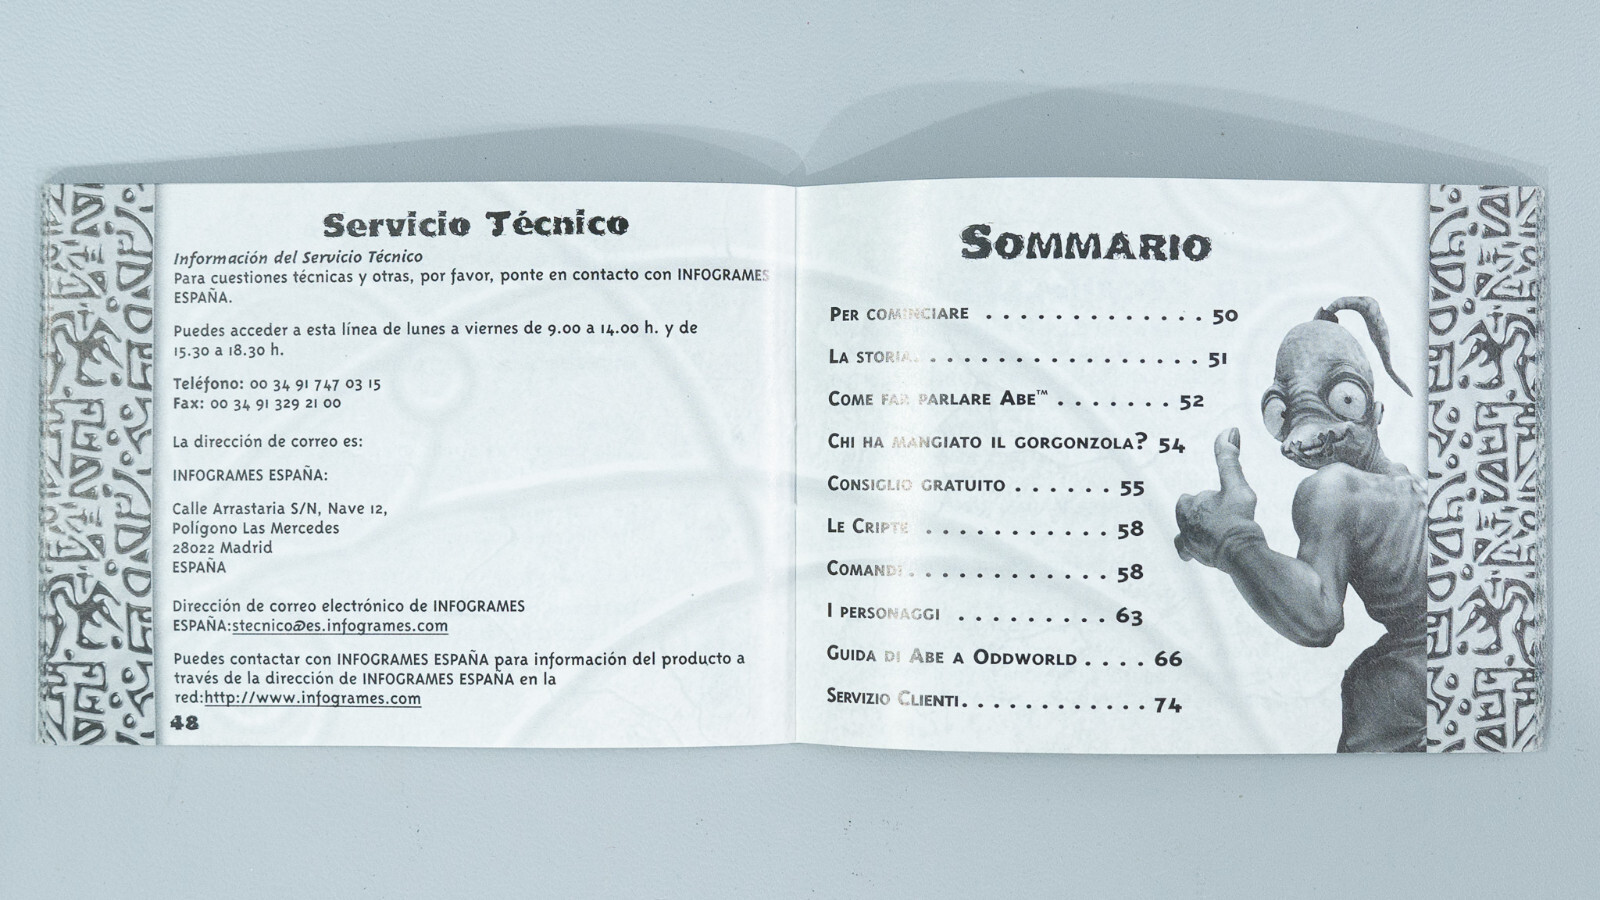 Servicio Técnico
Información del Servicio Técnico
Para cuestiones técnicas y otras, por favor, ponte en contacto con INFOGRAMES
ESPAÑA.
Puedes acceder a esta línea de lunes a viernes de 9.00 a 14.00 h. y de
15.30 a 18.30 h.
Teléfono: 00 34 91 747 03 15
Fax: 00 34 91 329 21 00
La dirección de correo es:
INFOGRAMES ESPAÑA:
Calle Arrastaria S/N, Nave 12,
Polígono Las Mercedes
28022 Madrid
ESPAÑA
Dirección de correo electrónico de INFOGRAMES
ESPAÑA:stecnico@es.infogrames.com
Puedes contactar con INFOGRAMES ESPAÑA para información del producto a
través de la dirección de INFOGRAMES ESPAÑA en la
red:http://www.infogrames.com
48
SOMMARIO
PER COMINCIARE . . . . . . . . . . . . . 50
LA STORIA. . . . . . . . . . . . . . . . . 51
COME FAR PARLARE ABE™ . . . . . . . 52
CHI HA MANGIATO IL GORGONZOLA? 54
CONSIGLIO GRATUITO . . . . . . 55
LE CRIPTE . . . . . . . . . . . 58
COMANDI . . . . . . . . . . . . 58
I PERSONAGGI . . . . . . . . . 63
GUIDA DI ABE A ODDWORLD . . . . 66
SERVIZIO CLIENTI. . . . . . . . . . . . 74